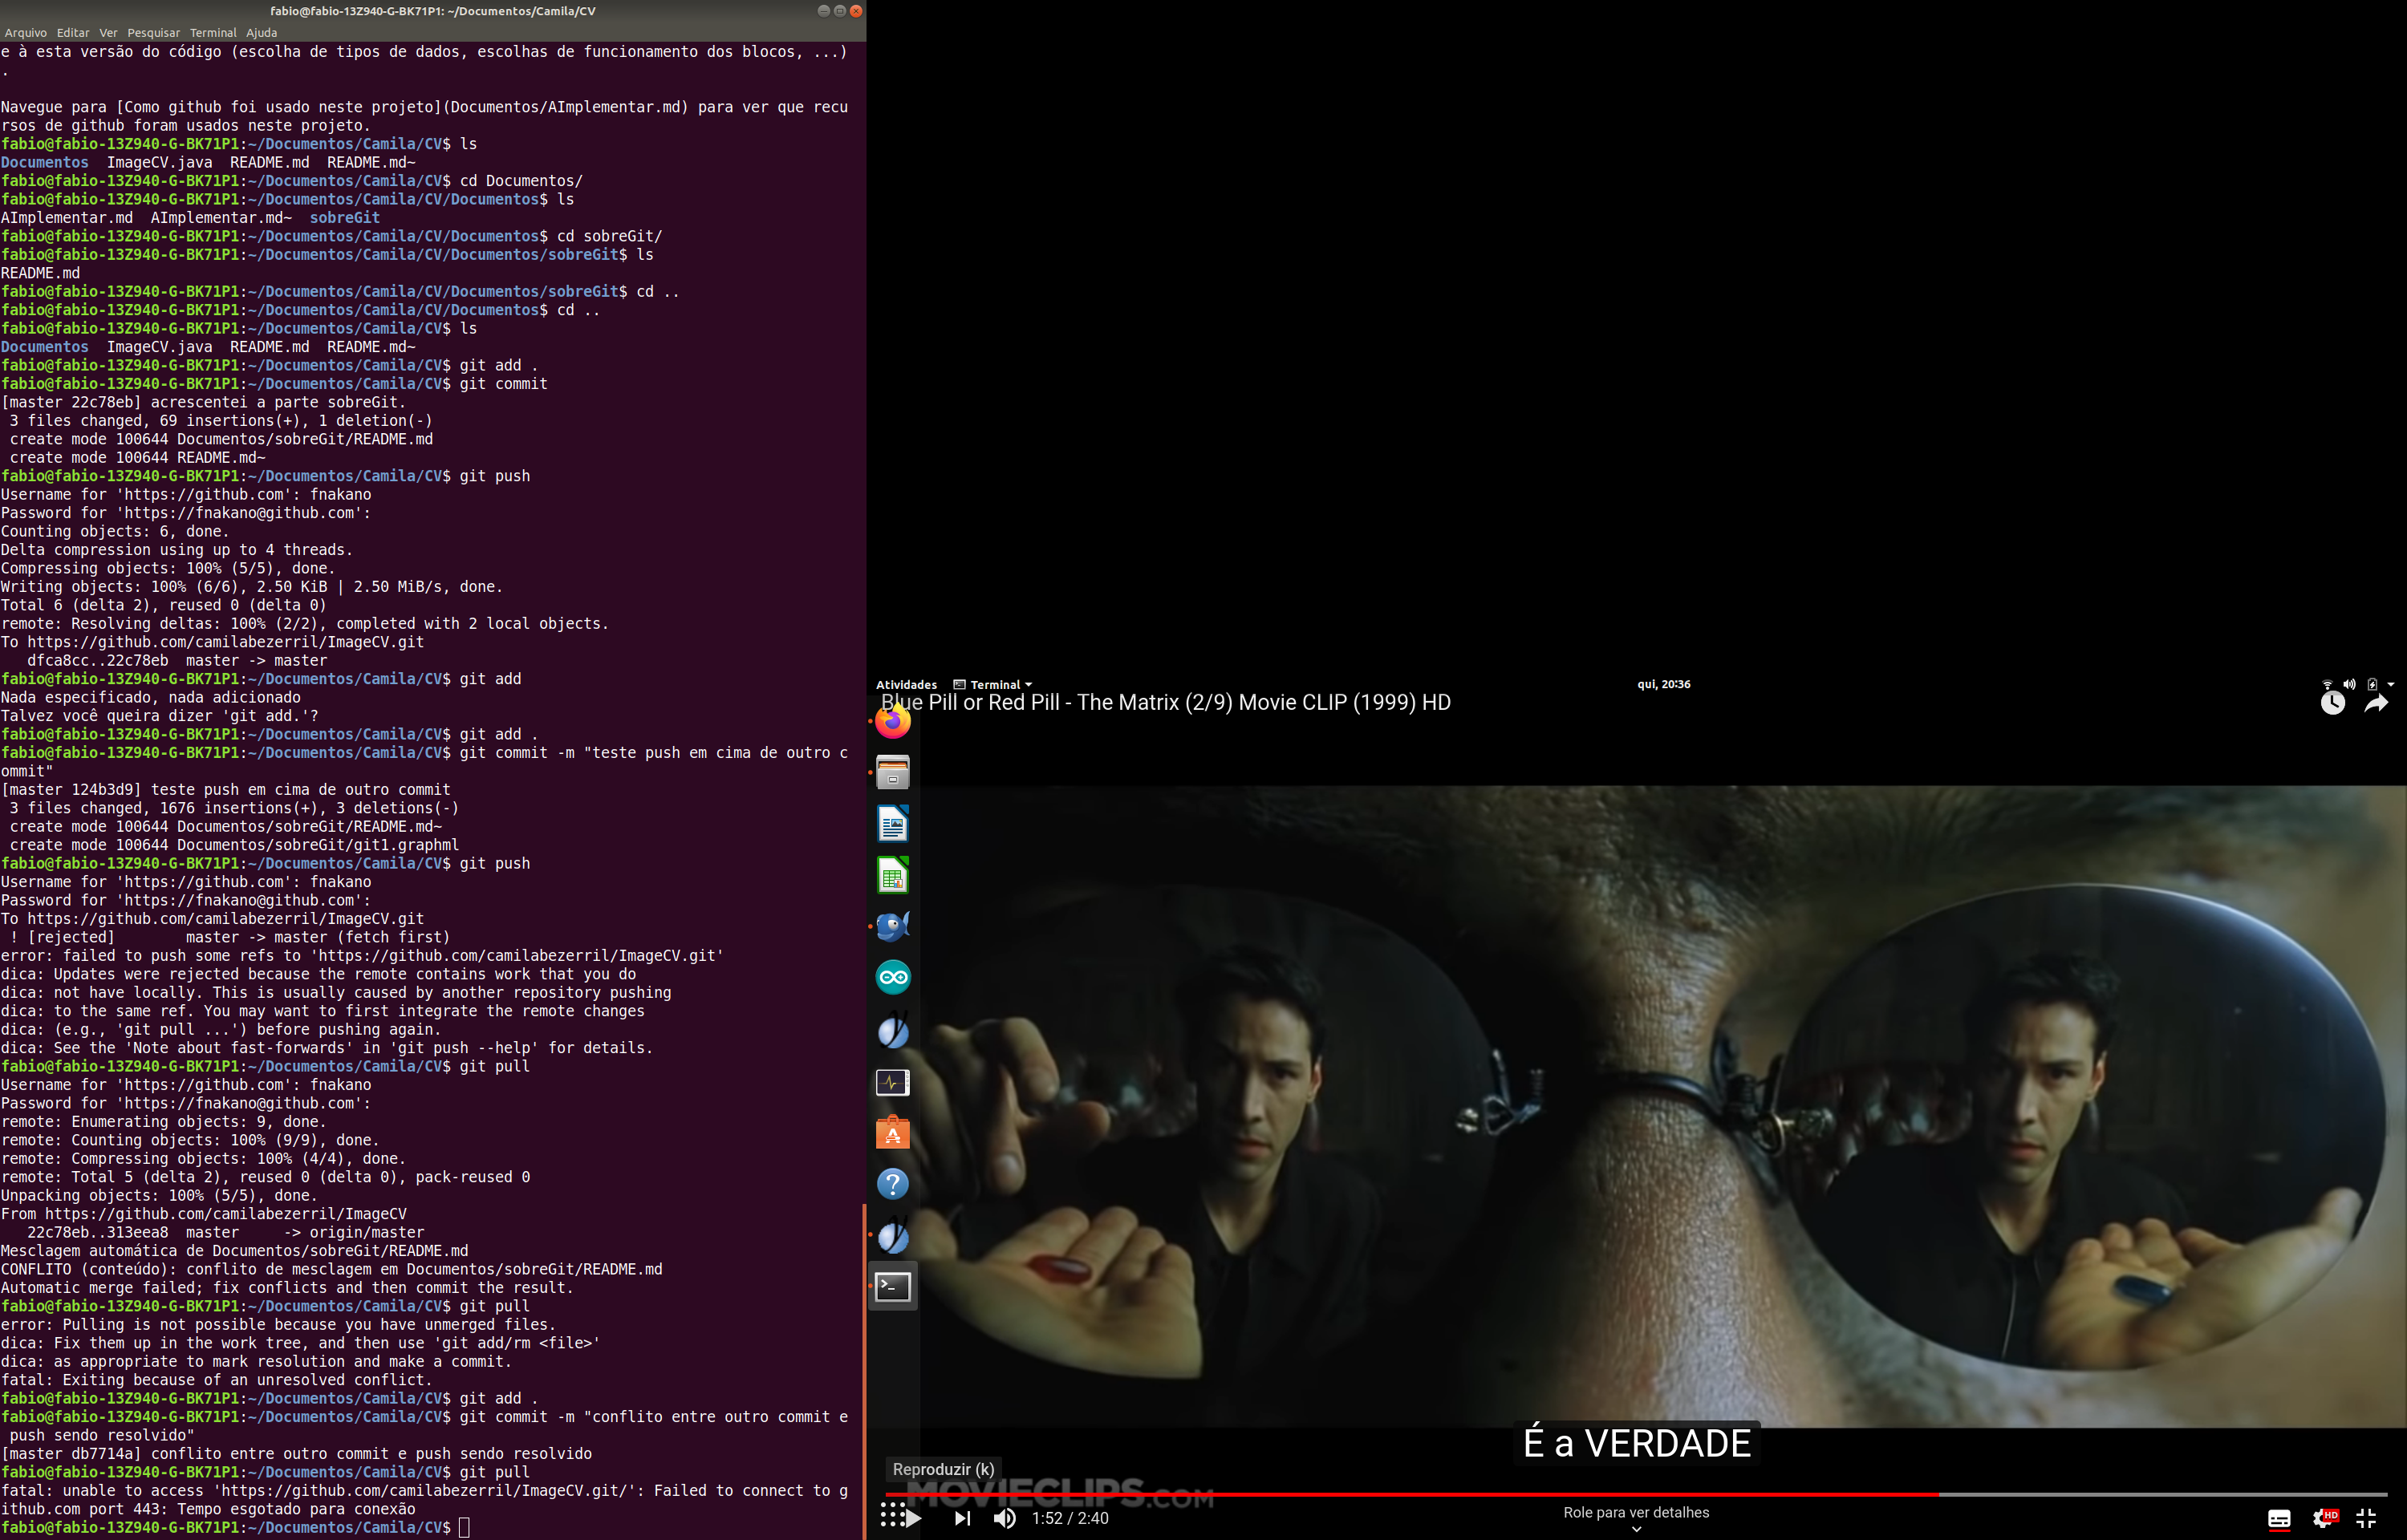 fabio@fabio-13Z940-G-BK71P1: ~/Documentos/Camila/CV
Arquivo Editar Ver Pesquisar Terminal Ajuda
e à esta versão do código (escolha de tipos de dados, escolhas de funcionamento dos blocos, ...)
.
Navegue para [Como github foi usado neste projeto](Documentos/AImplementar.md) para ver que recu
rsos de github foram usados neste projeto.
fabio@fabio-13Z940-G-BK71P1:~/Documentos/Camila/CV$ ls
Documentos  ImageCV.java  README.md  README.md~
fabio@fabio-13Z940-G-BK71P1:~/Documentos/Camila/CV$ cd Documentos/
fabio@fabio-13Z940-G-BK71P1:~/Documentos/Camila/CV/Documentos$ ls
AImplementar.md  AImplementar.md~  sobreGit
fabio@fabio-13Z940-G-BK71P1:~/Documentos/Camila/CV/Documentos$ cd sobreGit/
fabio@fabio-13Z940-G-BK71P1:~/Documentos/Camila/CV/Documentos/sobreGit$ ls
README.md
fabio@fabio-13Z940-G-BK71P1:~/Documentos/Camila/CV/Documentos/sobreGit$ cd ..
fabio@fabio-13Z940-G-BK71P1:~/Documentos/Camila/CV/Documentos$ cd ..
fabio@fabio-13Z940-G-BK71P1:~/Documentos/Camila/CV$ ls
Documentos  ImageCV.java  README.md  README.md~
fabio@fabio-13Z940-G-BK71P1:~/Documentos/Camila/CV$ git add .
fabio@fabio-13Z940-G-BK71P1:~/Documentos/Camila/CV$ git commit
[master 22c78eb] acrescentei a parte sobreGit.
 3 files changed, 69 insertions(+), 1 deletion(-)
 create mode 100644 Documentos/sobreGit/README.md
 create mode 100644 README.md~
fabio@fabio-13Z940-G-BK71P1:~/Documentos/Camila/CV$ git push
Username for 'https://github.com': fnakano
Password for 'https://fnakano@github.com':
Counting objects: 6, done.
Delta compression using up to 4 threads.
Compressing objects: 100% (5/5), done.
Writing objects: 100% (6/6), 2.50 KiB | 2.50 MiB/s, done.
Total 6 (delta 2), reused 0 (delta 0)
remote: Resolving deltas: 100% (2/2), completed with 2 local objects.
To https://github.com/camilabezerril/ImageCV.git
   dfca8cc..22c78eb  master -> master
fabio@fabio-13Z940-G-BK71P1:~/Documentos/Camila/CV$ git add
Nada especificado, nada adicionado
Talvez você queira dizer 'git add.'?
fabio@fabio-13Z940-G-BK71P1:~/Documentos/Camila/CV$ git add .
fabio@fabio-13Z940-G-BK71P1:~/Documentos/Camila/CV$ git commit -m "teste push em cima de outro c
ommit"
[master 124b3d9] teste push em cima de outro commit
 3 files changed, 1676 insertions(+), 3 deletions(-)
 create mode 100644 Documentos/sobreGit/README.md~
 create mode 100644 Documentos/sobreGit/git1.graphml
fabio@fabio-13Z940-G-BK71P1:~/Documentos/Camila/CV$ git push
Username for 'https://github.com': fnakano
Password for 'https://fnakano@github.com':
To https://github.com/camilabezerril/ImageCV.git
 ! [rejected]        master -> master (fetch first)
error: failed to push some refs to 'https://github.com/camilabezerril/ImageCV.git'
dica: Updates were rejected because the remote contains work that you do
dica: not have locally. This is usually caused by another repository pushing
dica: to the same ref. You may want to first integrate the remote changes
dica: (e.g., 'git pull ...') before pushing again.
dica: See the 'Note about fast-forwards' in 'git push --help' for details.
fabio@fabio-13Z940-G-BK71P1:~/Documentos/Camila/CV$ git pull
Username for 'https://github.com': fnakano
Password for 'https://fnakano@github.com':
remote: Enumerating objects: 9, done.
remote: Counting objects: 100% (9/9), done.
remote: Compressing objects: 100% (4/4), done.
remote: Total 5 (delta 2), reused 0 (delta 0), pack-reused 0
Unpacking objects: 100% (5/5), done.
From https://github.com/camilabezerril/ImageCV
   22c78eb..313eea8  master     -> origin/master
Mesclagem automática de Documentos/sobreGit/README.md
CONFLITO (conteúdo): conflito de mesclagem em Documentos/sobreGit/README.md
Automatic merge failed; fix conflicts and then commit the result.
fabio@fabio-13Z940-G-BK71P1:~/Documentos/Camila/CV$ git pull
error: Pulling is not possible because you have unmerged files.
dica: Fix them up in the work tree, and then use 'git add/rm <file>'
dica: as appropriate to mark resolution and make a commit.
fatal: Exiting because of an unresolved conflict.
fabio@fabio-13Z940-G-BK71P1:~/Documentos/Camila/CV$ git add .
fabio@fabio-13Z940-G-BK71P1:~/Documentos/Camila/CV$ git commit -m "conflito entre outro commit e
 push sendo resolvido"
[master db7714a] conflito entre outro commit e push sendo resolvido
fabio@fabio-13Z940-G-BK71P1:~/Documentos/Camila/CV$ git pull
fatal: unable to access 'https://github.com/camilabezerril/ImageCV.git/': Failed to connect to g
ithub.com port 443: Tempo esgotado para conexão
fabio@fabio-13Z940-G-BK71P1:~/Documentos/Camila/CV$
Atividades Terminal qui, 20:36
Blue Pill or Red Pill - The Matrix (2/9) Movie CLIP (1999) HD
É a VERDADE
Reproduzir (k)
MOVIECLIPS.COM
1:52 / 2:40
Role para ver detalhes
HD